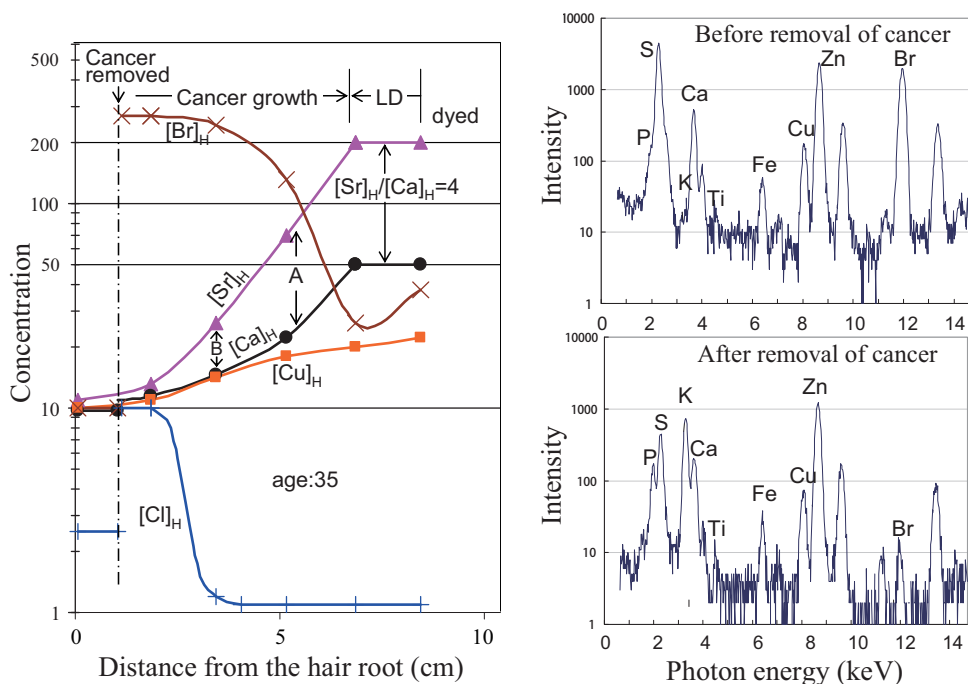 500
200
100
50
10
1
Concentration
Cancer
removed
Cancer growth
LD
dyed
[Br]H
[Sr]H/[Ca]H=4
[Sr]H
A
B
[Ca]H
[Cu]H
age:35
[Cl]H
0
5
10
Distance from the hair root (cm)
10000
1000
100
10
1
Intensity
Before removal of cancer
S
P
K
Ca
Ti
Fe
Cu
Zn
Br
0 2 4 6 8 10 12 14
10000
1000
100
10
1
Intensity
After removal of cancer
P
S
K
Ca
Ti
Fe
Cu
Zn
Br
0 2 4 6 8 10 12 14
Photon energy (keV)